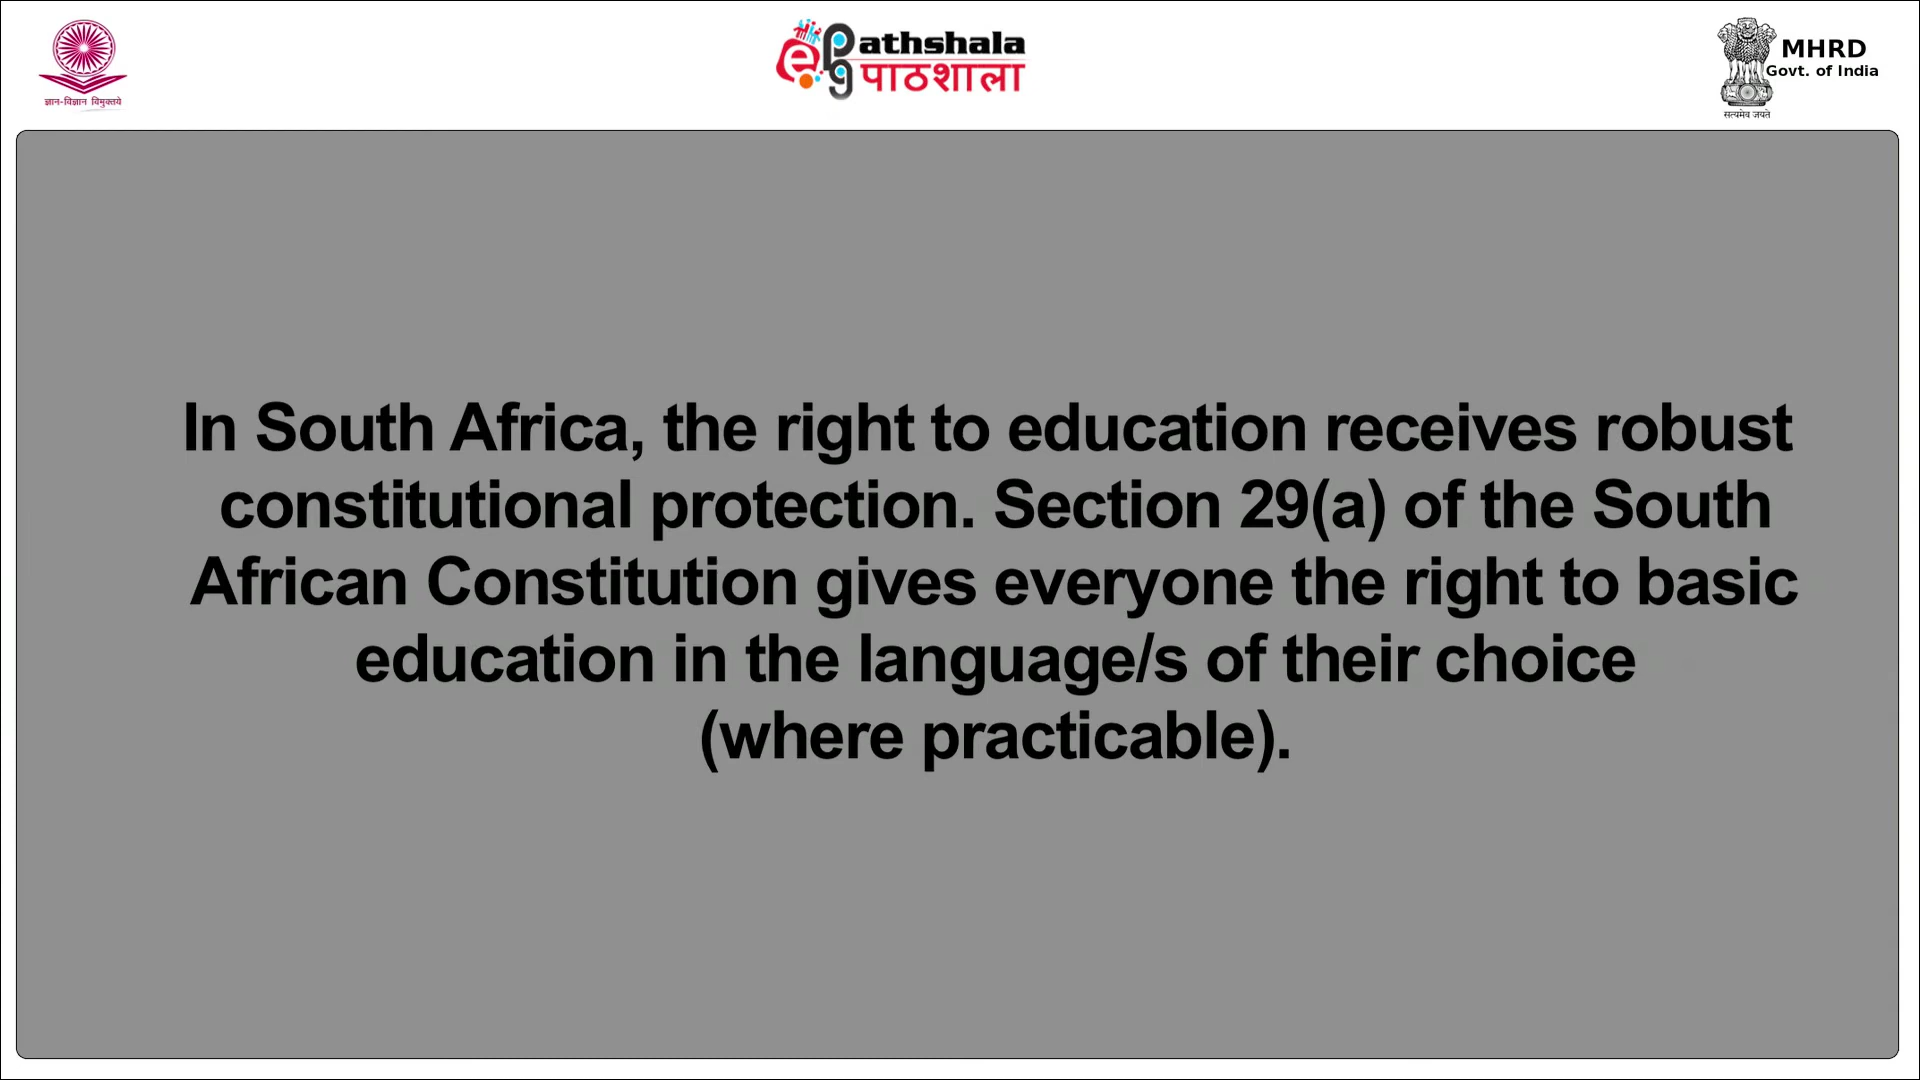 ज्ञान-विज्ञान विमुक्तये
ePG athshala
पाठशाला
MHRD
Govt. of India
सत्यमेव जयते
In South Africa, the right to education receives robust
constitutional protection. Section 29(a) of the South
African Constitution gives everyone the right to basic
education in the language/s of their choice
(where practicable).